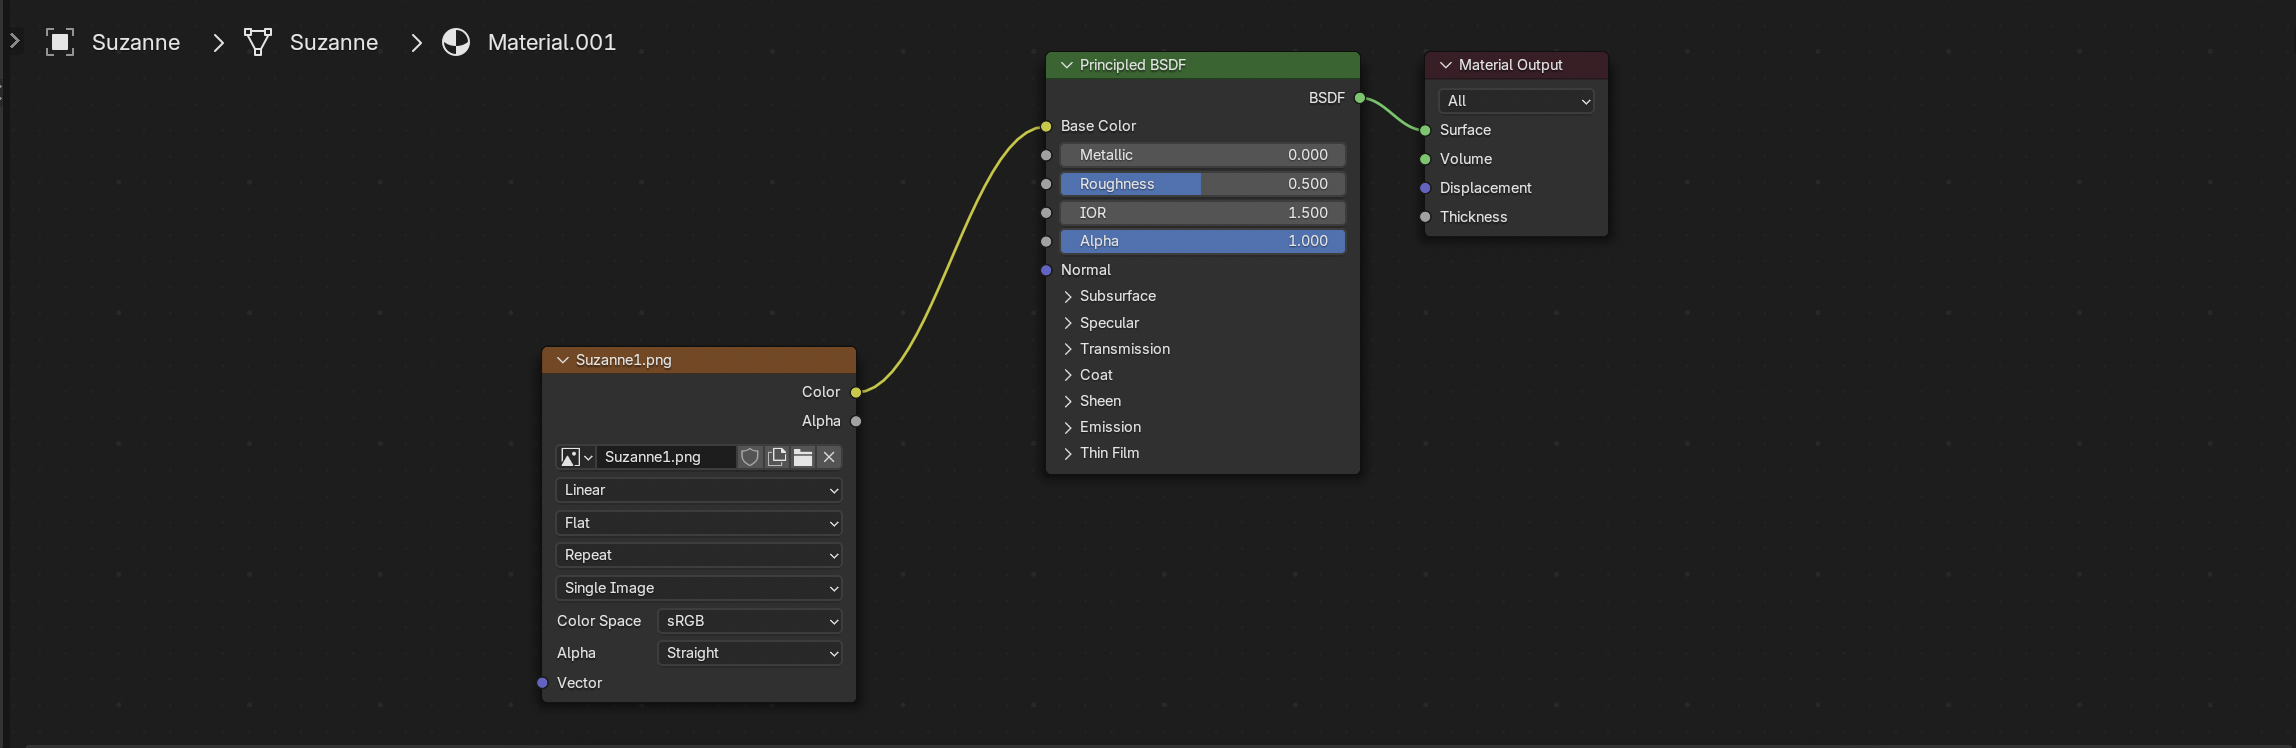 Suzanne > Suzanne > Material.001
Principled BSDF
BSDF
Base Color
Metallic 0.000
Roughness 0.500
IOR 1.500
Alpha 1.000
Normal
Subsurface
Specular
Transmission
Coat
Sheen
Emission
Thin Film
Material Output
All
Surface
Volume
Displacement
Thickness
Suzanne1.png
Color
Alpha
Suzanne1.png
Linear
Flat
Repeat
Single Image
Color Space sRGB
Alpha Straight
Vector